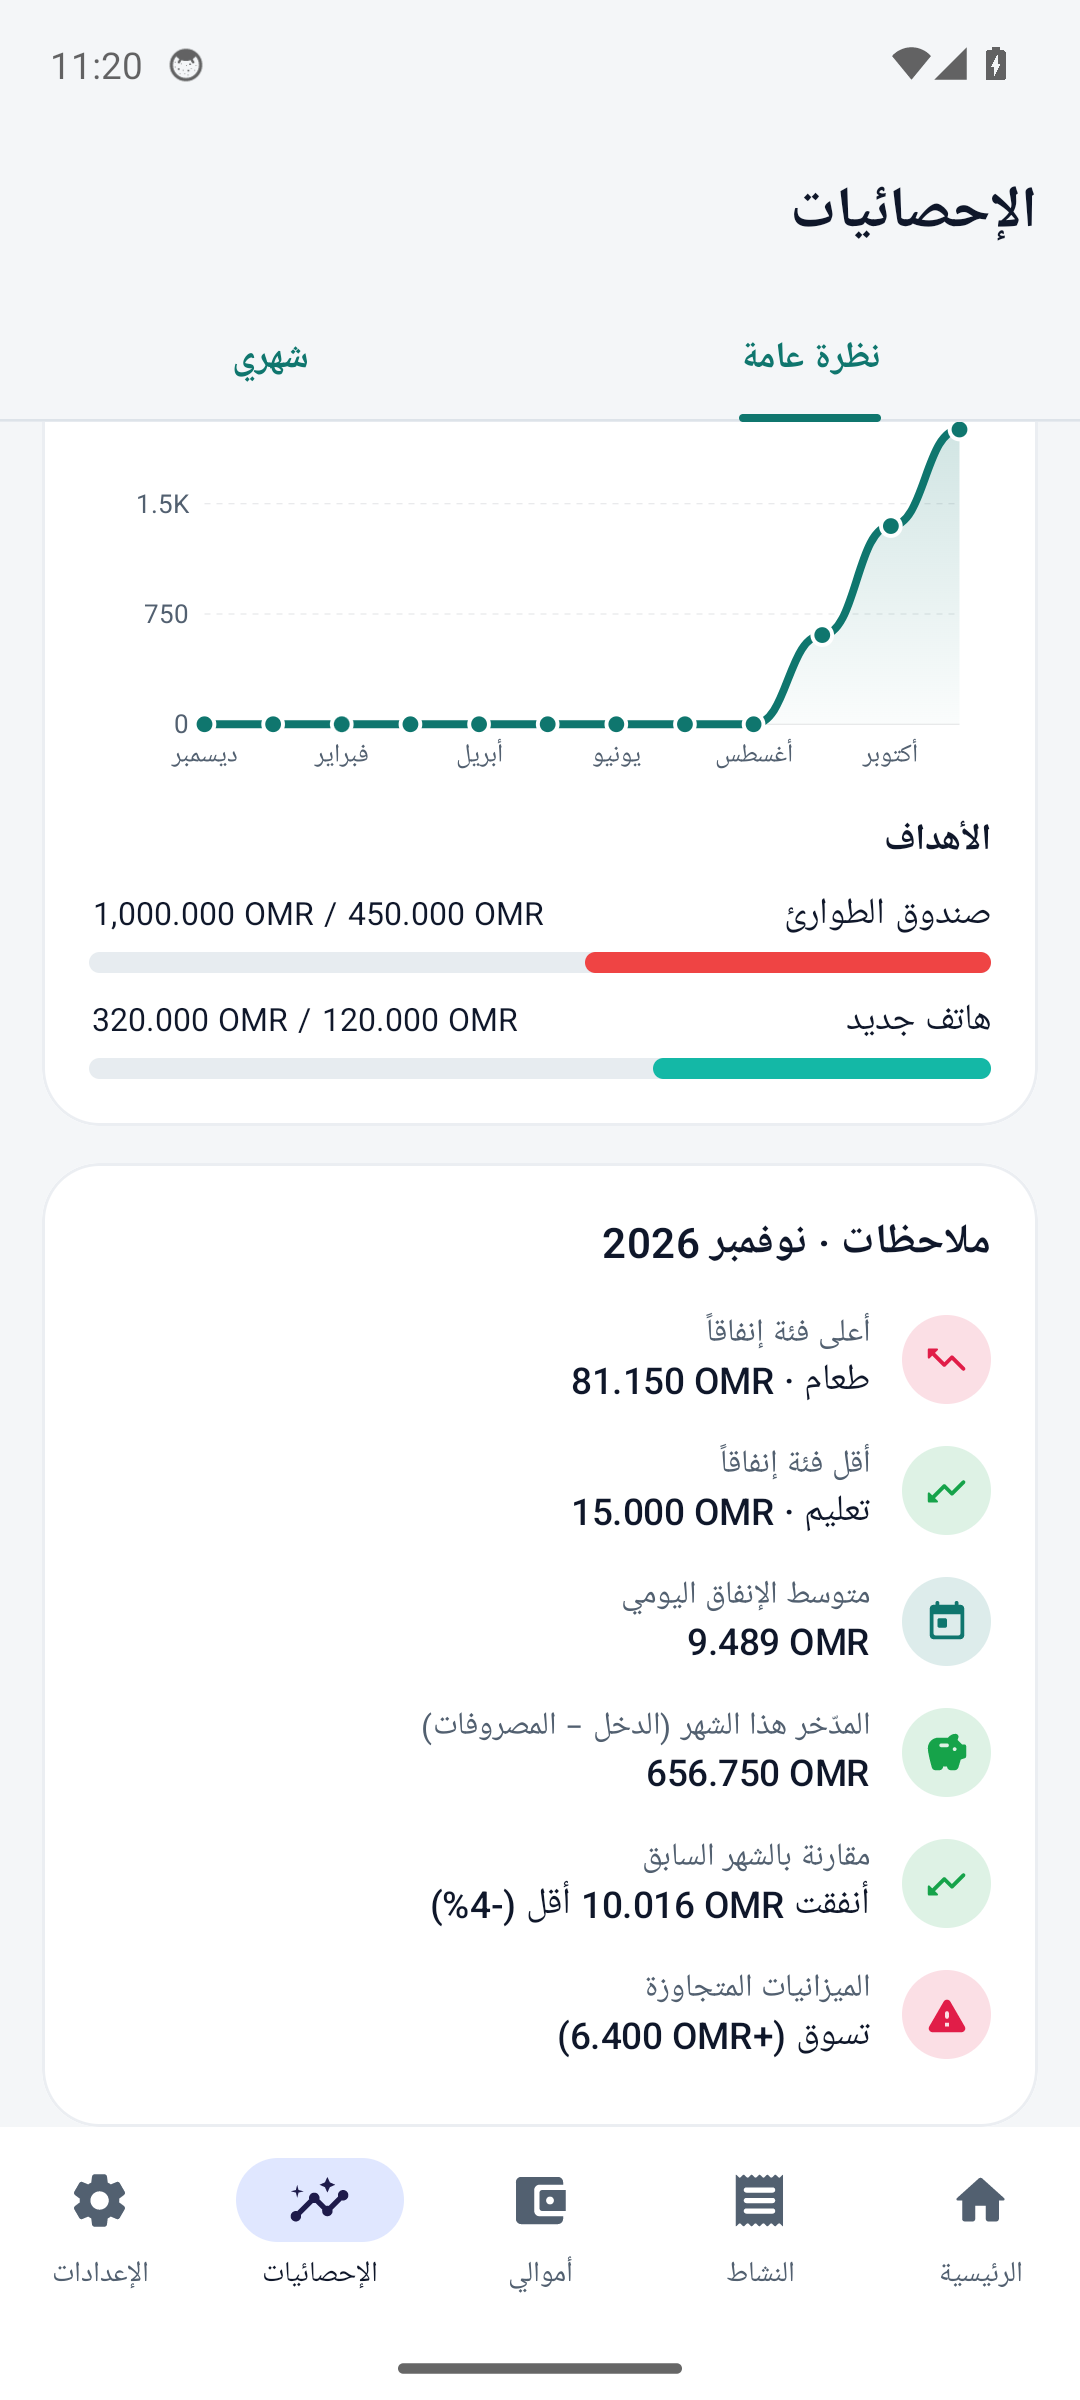 11:20
الإحصائيات
نظرة عامة
شهري
1.5K
750
0
ديسمبر فبراير أبريل يونيو أغسطس أكتوبر
الأهداف
صندوق الطوارئ
450.000 OMR / 1,000.000 OMR
هاتف جديد
120.000 OMR / 320.000 OMR
ملاحظات · نوفمبر 2026
أعلى فئة إنفاقاً
طعام · 81.150 OMR
أقل فئة إنفاقاً
تعليم · 15.000 OMR
متوسط الإنفاق اليومي
9.489 OMR
المدّخر هذا الشهر (الدخل – المصروفات)
656.750 OMR
مقارنة بالشهر السابق
أنفقت 10.016 OMR أقل (-4%)
الميزانيات المتجاوزة
تسوق (+6.400 OMR)
الرئيسية
النشاط
أموالي
الإحصائيات
الإعدادات